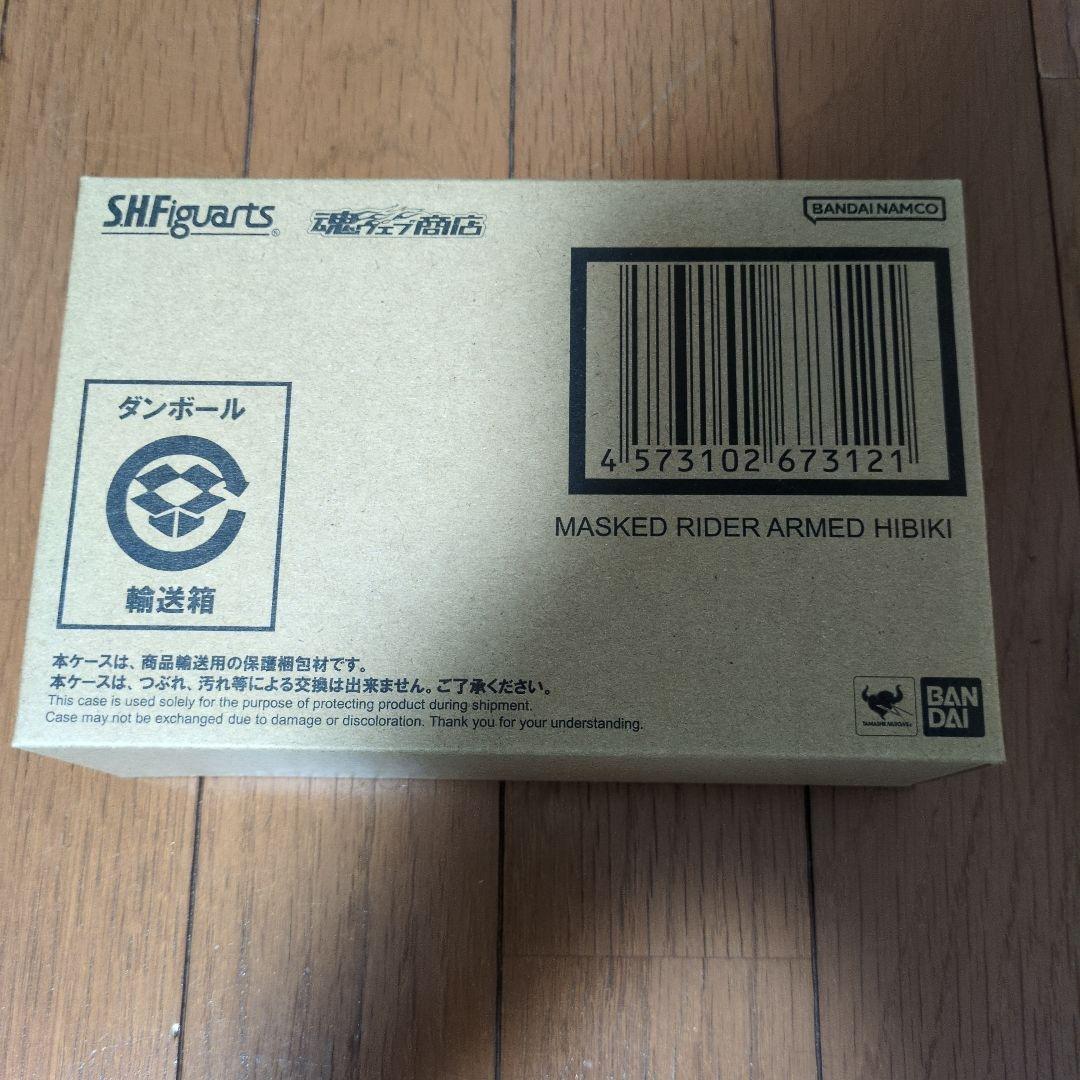 S.H.Figuarts®
魂ウェブ商店
BANDAI NAMCO
4 573102 673121
MASKED RIDER ARMED HIBIKI
ダンボール
輸送箱
本ケースは、商品輸送用の保護梱包材です。
本ケースは、つぶれ、汚れ等による交換は出来ません。ご了承ください。
This case is used solely for the purpose of protecting product during shipment.
Case may not be exchanged due to damage or discoloration. Thank you for your understanding.
TAMASHII NATIONS
BAN
DAI